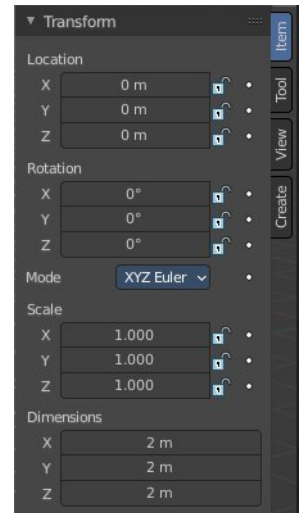 Transform
Item
Tool
View
Create
Location
X 0 m
Y 0 m
Z 0 m
Rotation
X 0°
Y 0°
Z 0°
Mode XYZ Euler
Scale
X 1.000
Y 1.000
Z 1.000
Dimensions
X 2 m
Y 2 m
Z 2 m